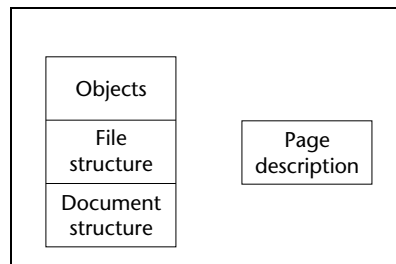 Objects
File
structure
Document
structure
Page
description